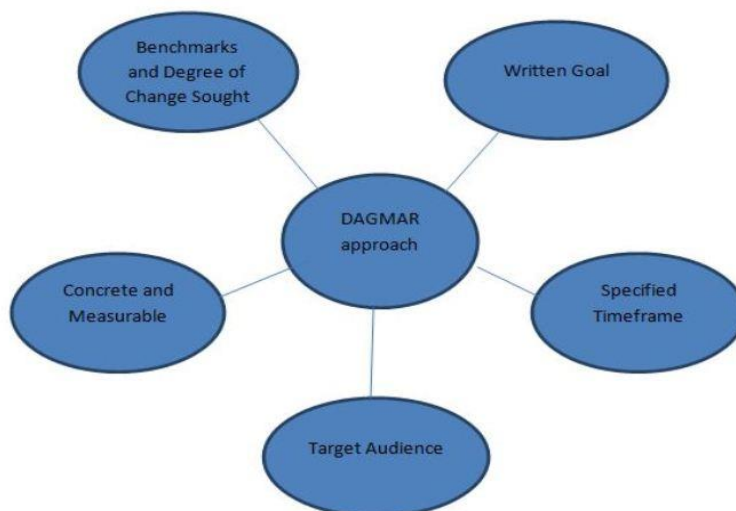 Benchmarks
and Degree of
Change Sought
Written Goal
DAGMAR
approach
Concrete and
Measurable
Specified
Timeframe
Target Audience